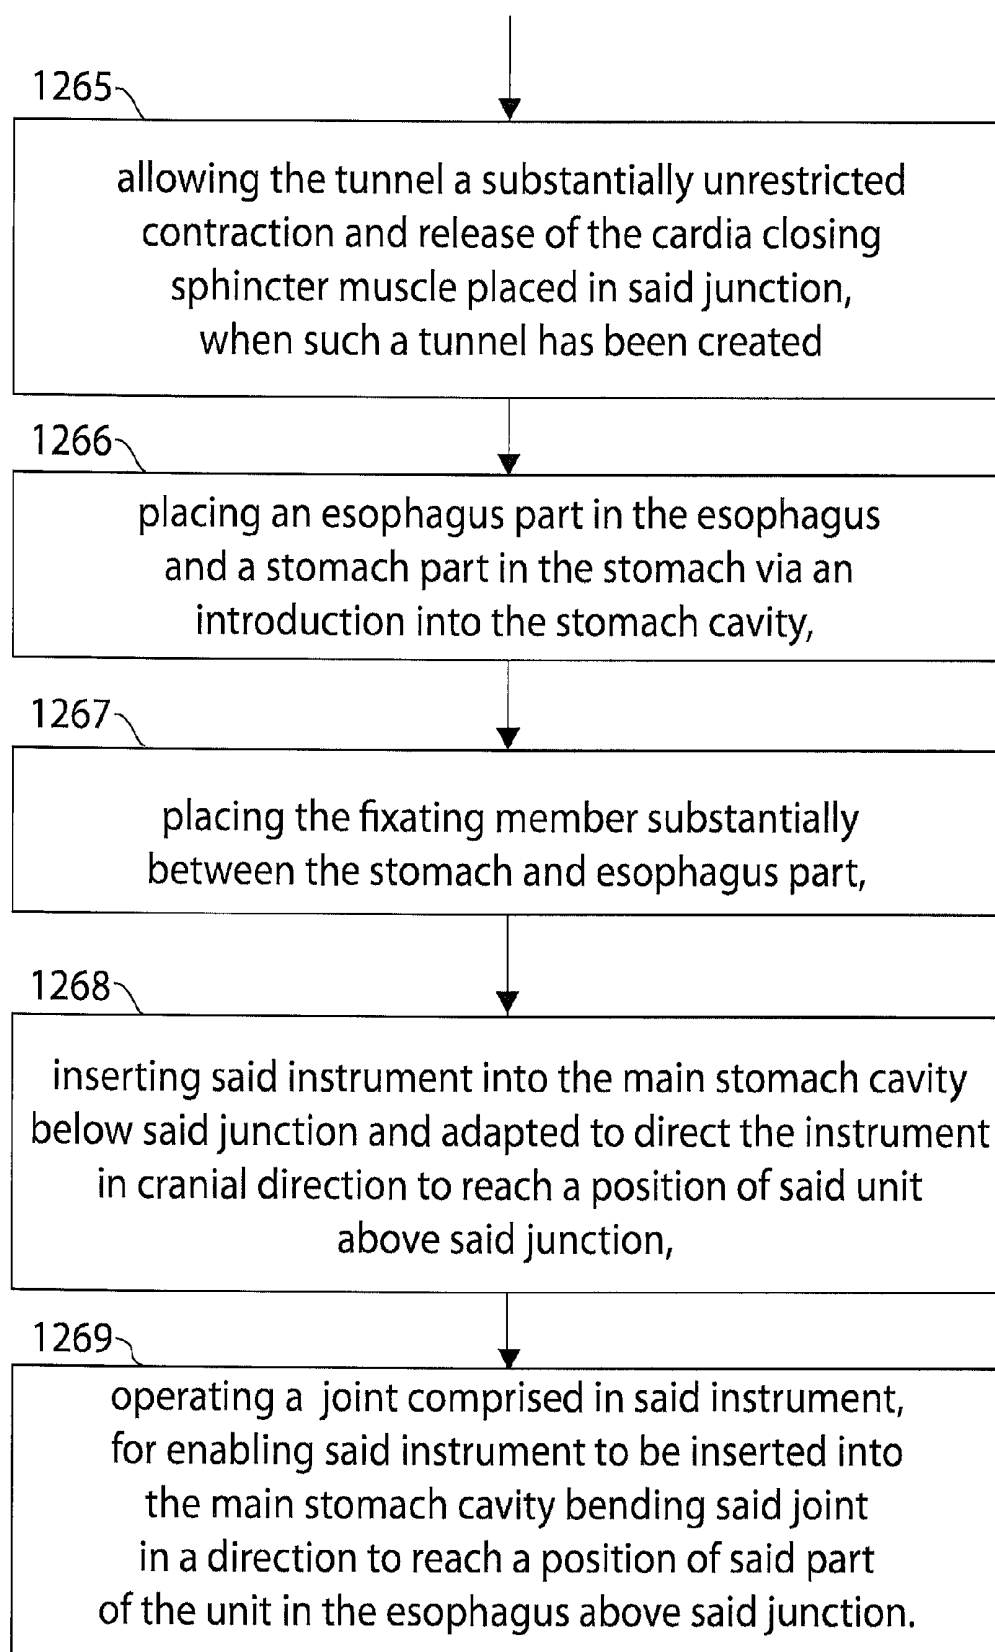 1265
allowing the tunnel a substantially unrestricted
contraction and release of the cardia closing
sphincter muscle placed in said junction,
when such a tunnel has been created
1266
placing an esophagus part in the esophagus
and a stomach part in the stomach via an
introduction into the stomach cavity,
1267
placing the fixating member substantially
between the stomach and esophagus part,
1268
inserting said instrument into the main stomach cavity
below said junction and adapted to direct the instrument
in cranial direction to reach a position of said unit
above said junction,
1269
operating a joint comprised in said instrument,
for enabling said instrument to be inserted into
the main stomach cavity bending said joint
in a direction to reach a position of said part
of the unit in the esophagus above said junction.